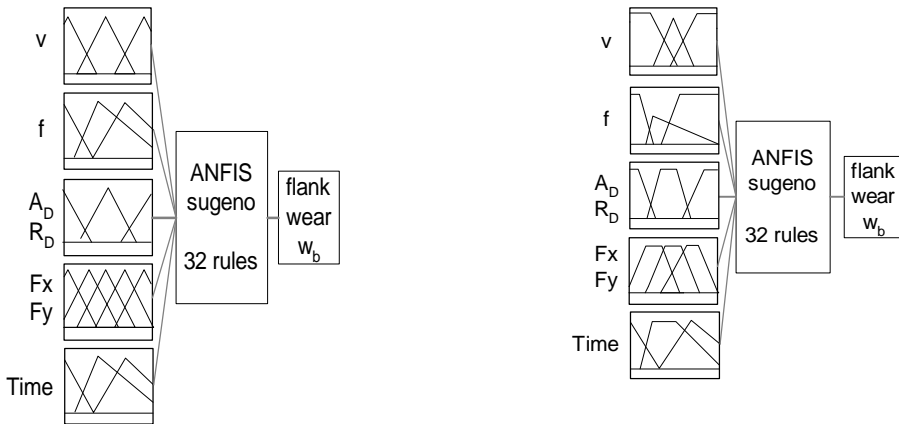 v
f
A_D
R_D
Fx
Fy
Time
ANFIS
sugeno
32 rules
flank
wear
w_b
v
f
A_D
R_D
Fx
Fy
Time
ANFIS
sugeno
32 rules
flank
wear
w_b